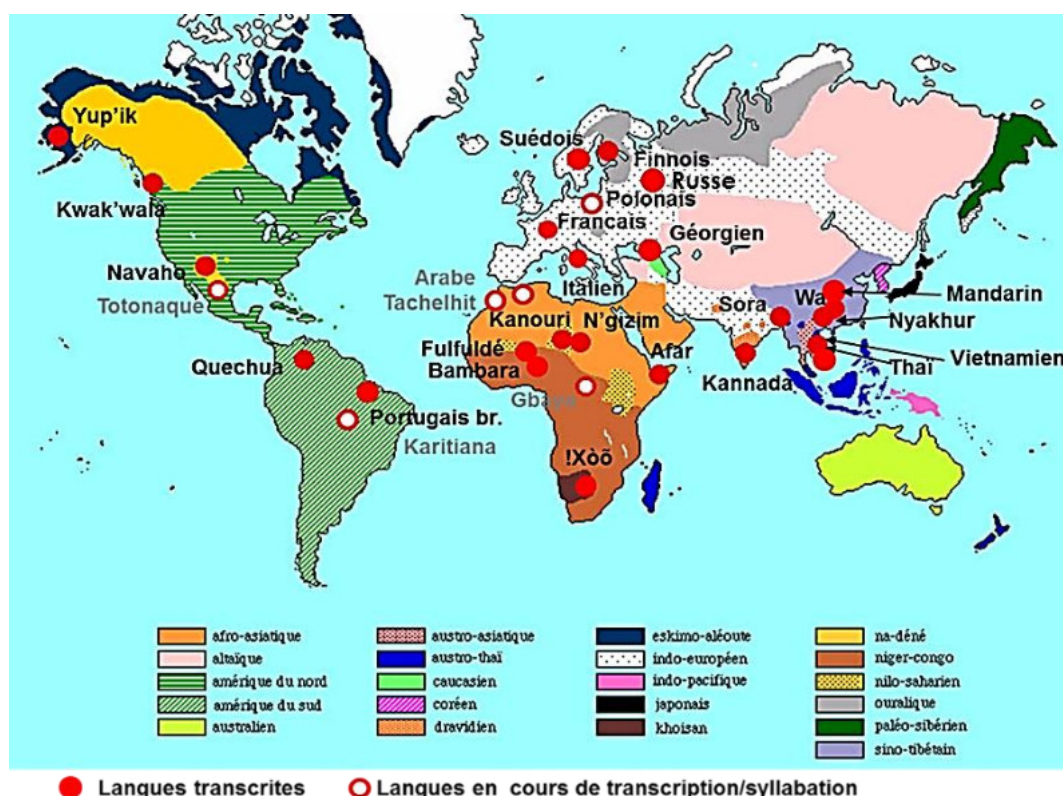 Yup'ik
Kwak'wala
Navaho
Totonaque
Quechua
Portugais br.
Karitiana
Suédois
Finnois
Russe
Polonais
Français
Géorgien
Italien
Arabe
Tachelhit
Kanouri
N'gizim
Fulfuldé
Bambara
Afar
Gbaya
!Xòõ
Sora
Wa
Mandarin
Nyakhur
Vietnamien
Thaï
Kannada
afro-asiatique
altaïque
amérique du nord
amérique du sud
australien
austro-asiatique
austro-thaï
caucasien
coréen
dravidien
eskimo-aléoute
indo-européen
indo-pacifique
japonais
khoisan
na-déné
niger-congo
nilo-saharien
ouralique
paléo-sibérien
sino-tibétain
Langues transcrites
Langues en cours de transcription/syllabation